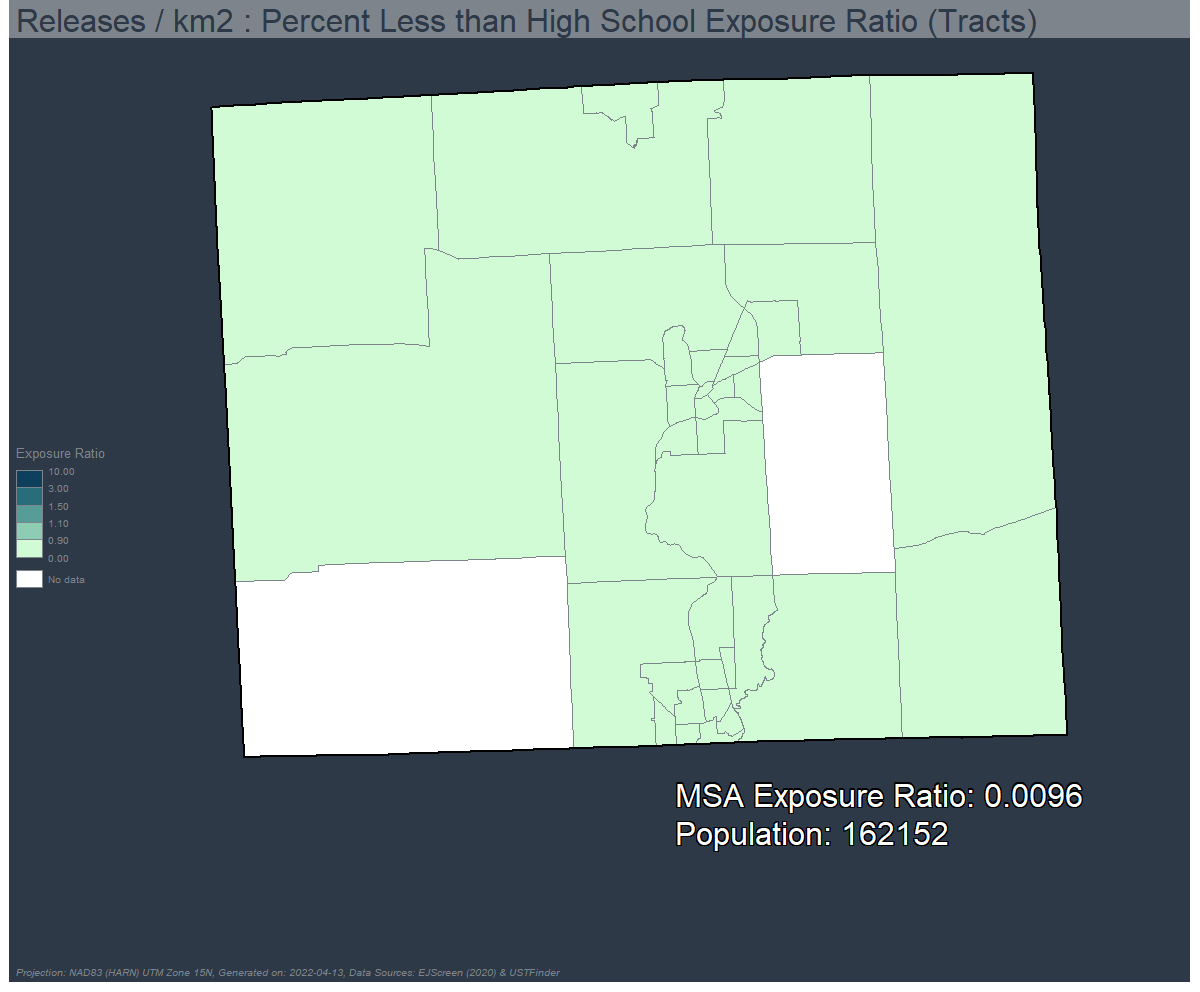 Releases / km2 : Percent Less than High School Exposure Ratio (Tracts)
Exposure Ratio
10.00
3.00
1.50
1.10
0.90
0.00
No data
MSA Exposure Ratio: 0.0096
Population: 162152
Projection: NAD83 (HARN) UTM Zone 15N, Generated on: 2022-04-13, Data Sources: EJScreen (2020) & USTFinder